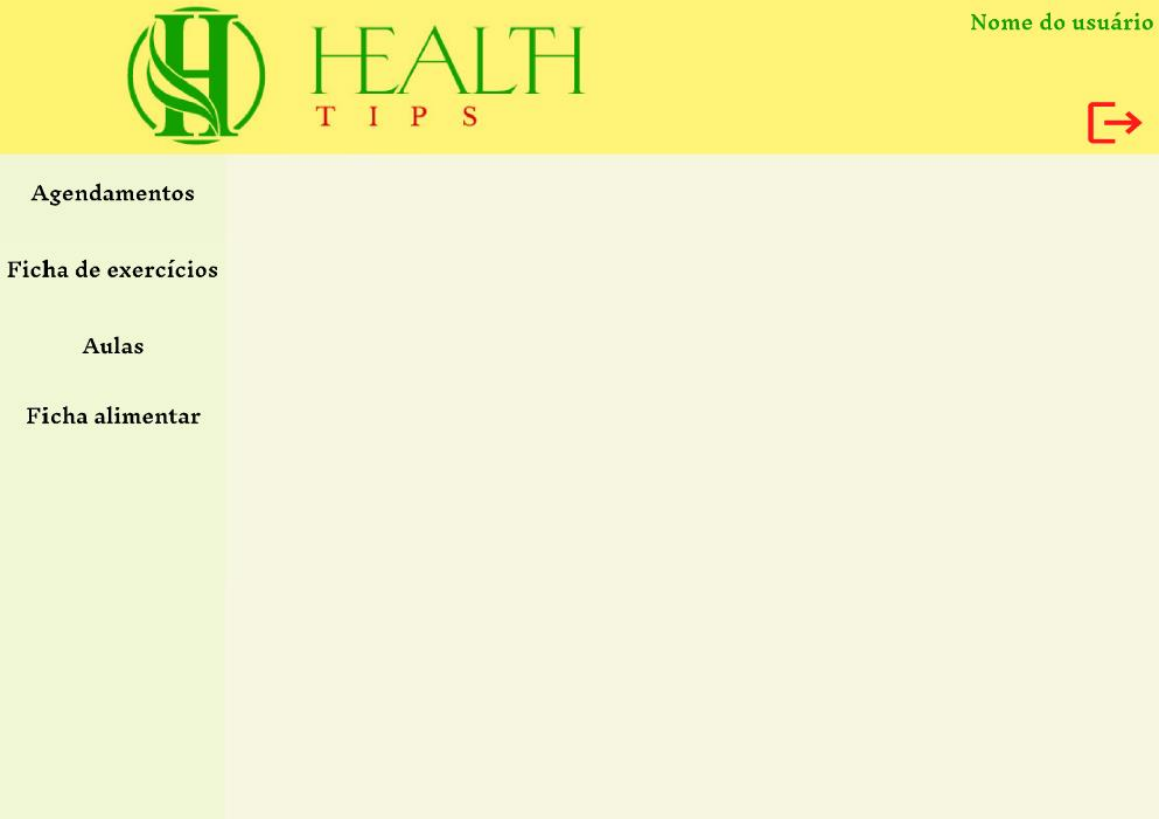 HEALTH
TIPS
Nome do usuário
Agendamentos
Ficha de exercícios
Aulas
Ficha alimentar